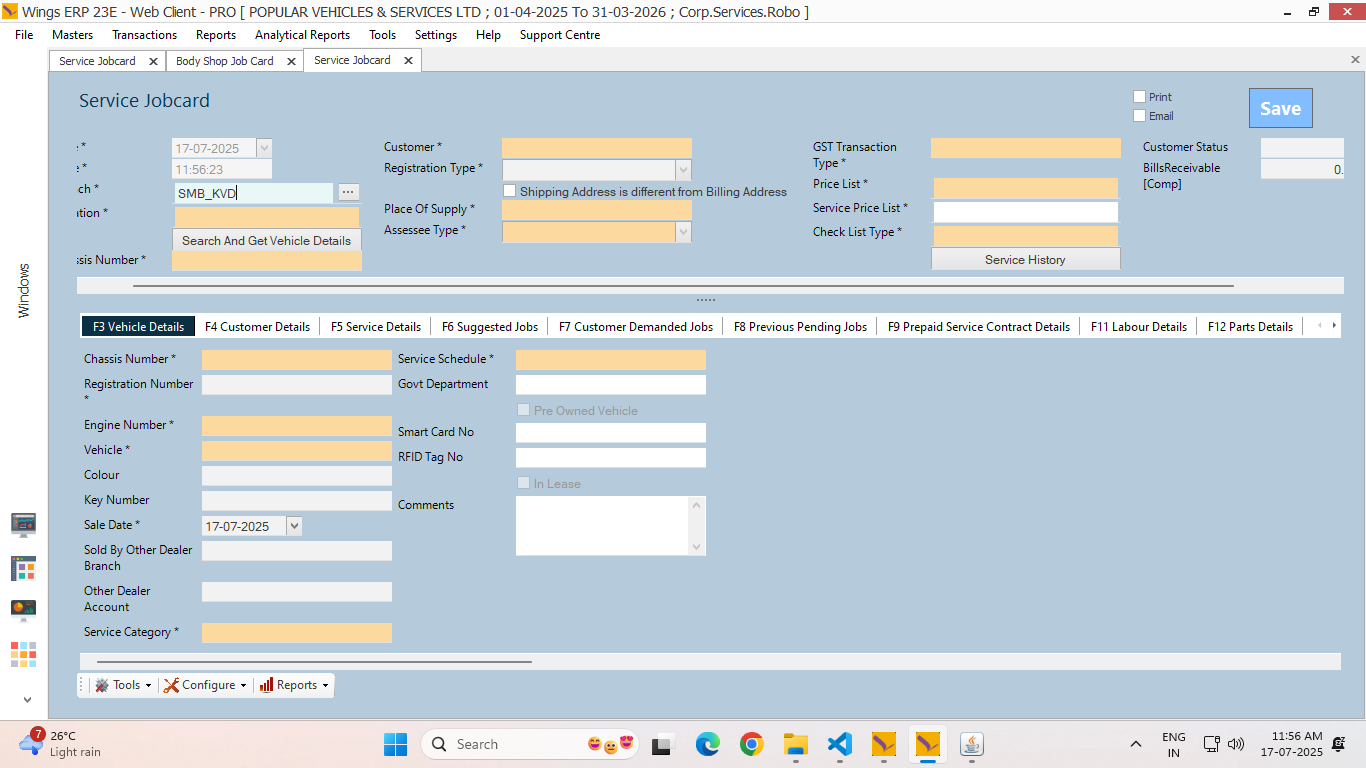 Wings ERP 23E - Web Client - PRO [ POPULAR VEHICLES & SERVICES LTD ; 01-04-2025 To 31-03-2026 ; Corp.Services.Robo ]
File Masters Transactions Reports Analytical Reports Tools Settings Help Support Centre
Service Jobcard Body Shop Job Card Service Jobcard
Service Jobcard
Print
Email
Save
17-07-2025
11:56:23
ch *
SMB_KVD
...
ation *
Search And Get Vehicle Details
ssis Number *
Customer *
Registration Type *
Shipping Address is different from Billing Address
Place Of Supply *
Assessee Type *
GST Transaction
Type *
Price List *
Service Price List *
Check List Type *
Service History
Customer Status
BillsReceivable
[Comp]
0.
Windows
F3 Vehicle Details F4 Customer Details F5 Service Details F6 Suggested Jobs F7 Customer Demanded Jobs F8 Previous Pending Jobs F9 Prepaid Service Contract Details F11 Labour Details F12 Parts Details
Chassis Number *
Registration Number
*
Engine Number *
Vehicle *
Colour
Key Number
Sale Date *
17-07-2025
Sold By Other Dealer
Branch
Other Dealer
Account
Service Category *
Service Schedule *
Govt Department
Pre Owned Vehicle
Smart Card No
RFID Tag No
In Lease
Comments
Tools Configure Reports
7
26°C
Light rain
Search
ENG
IN
11:56 AM
17-07-2025